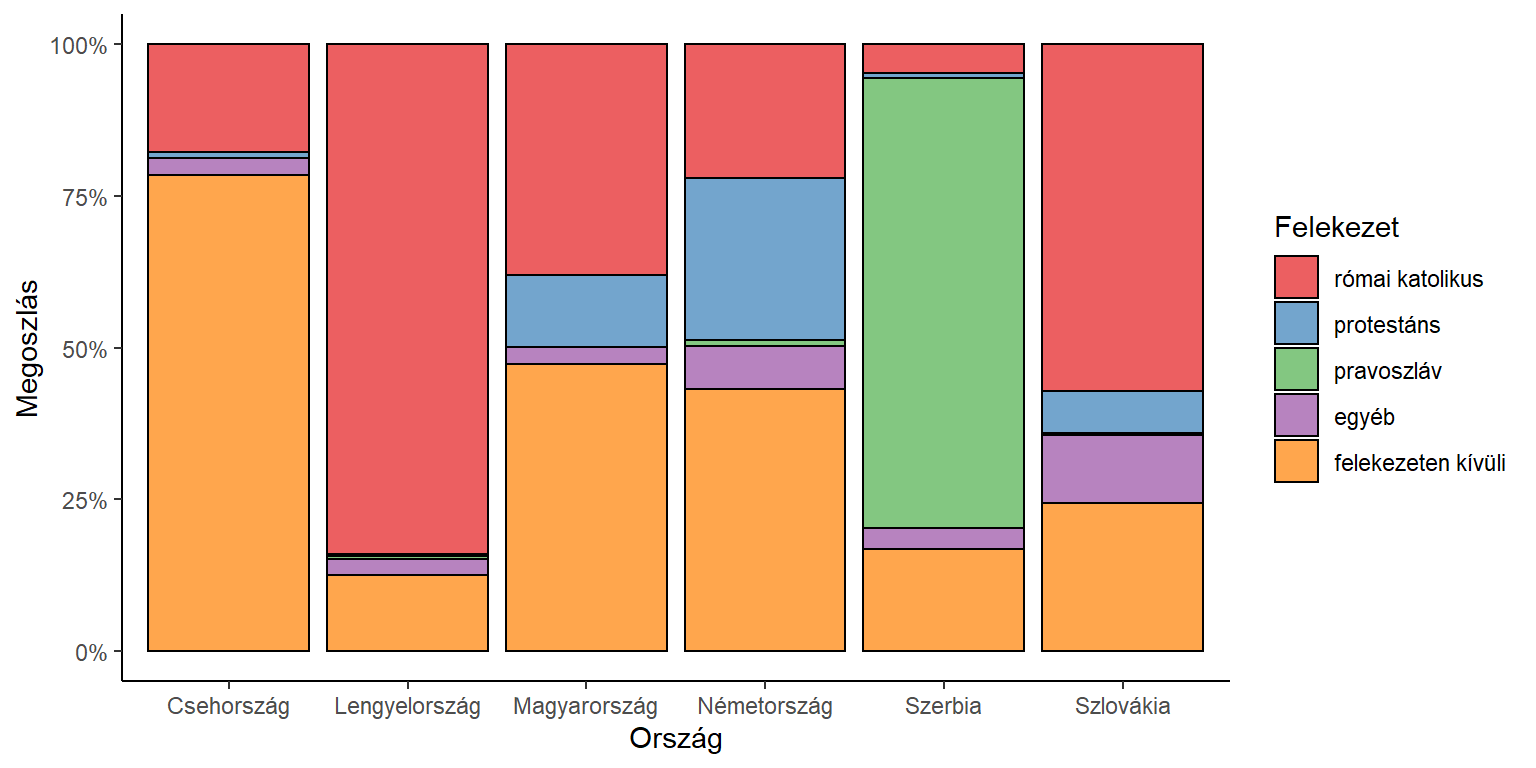 100%
75%
50%
25%
0%
Megoszlás
Csehország
Lengyelország
Magyarország
Németország
Szerbia
Szlovákia
Ország
Felekezet
római katolikus
protestáns
pravoszláv
egyéb
felekezeten kívüli